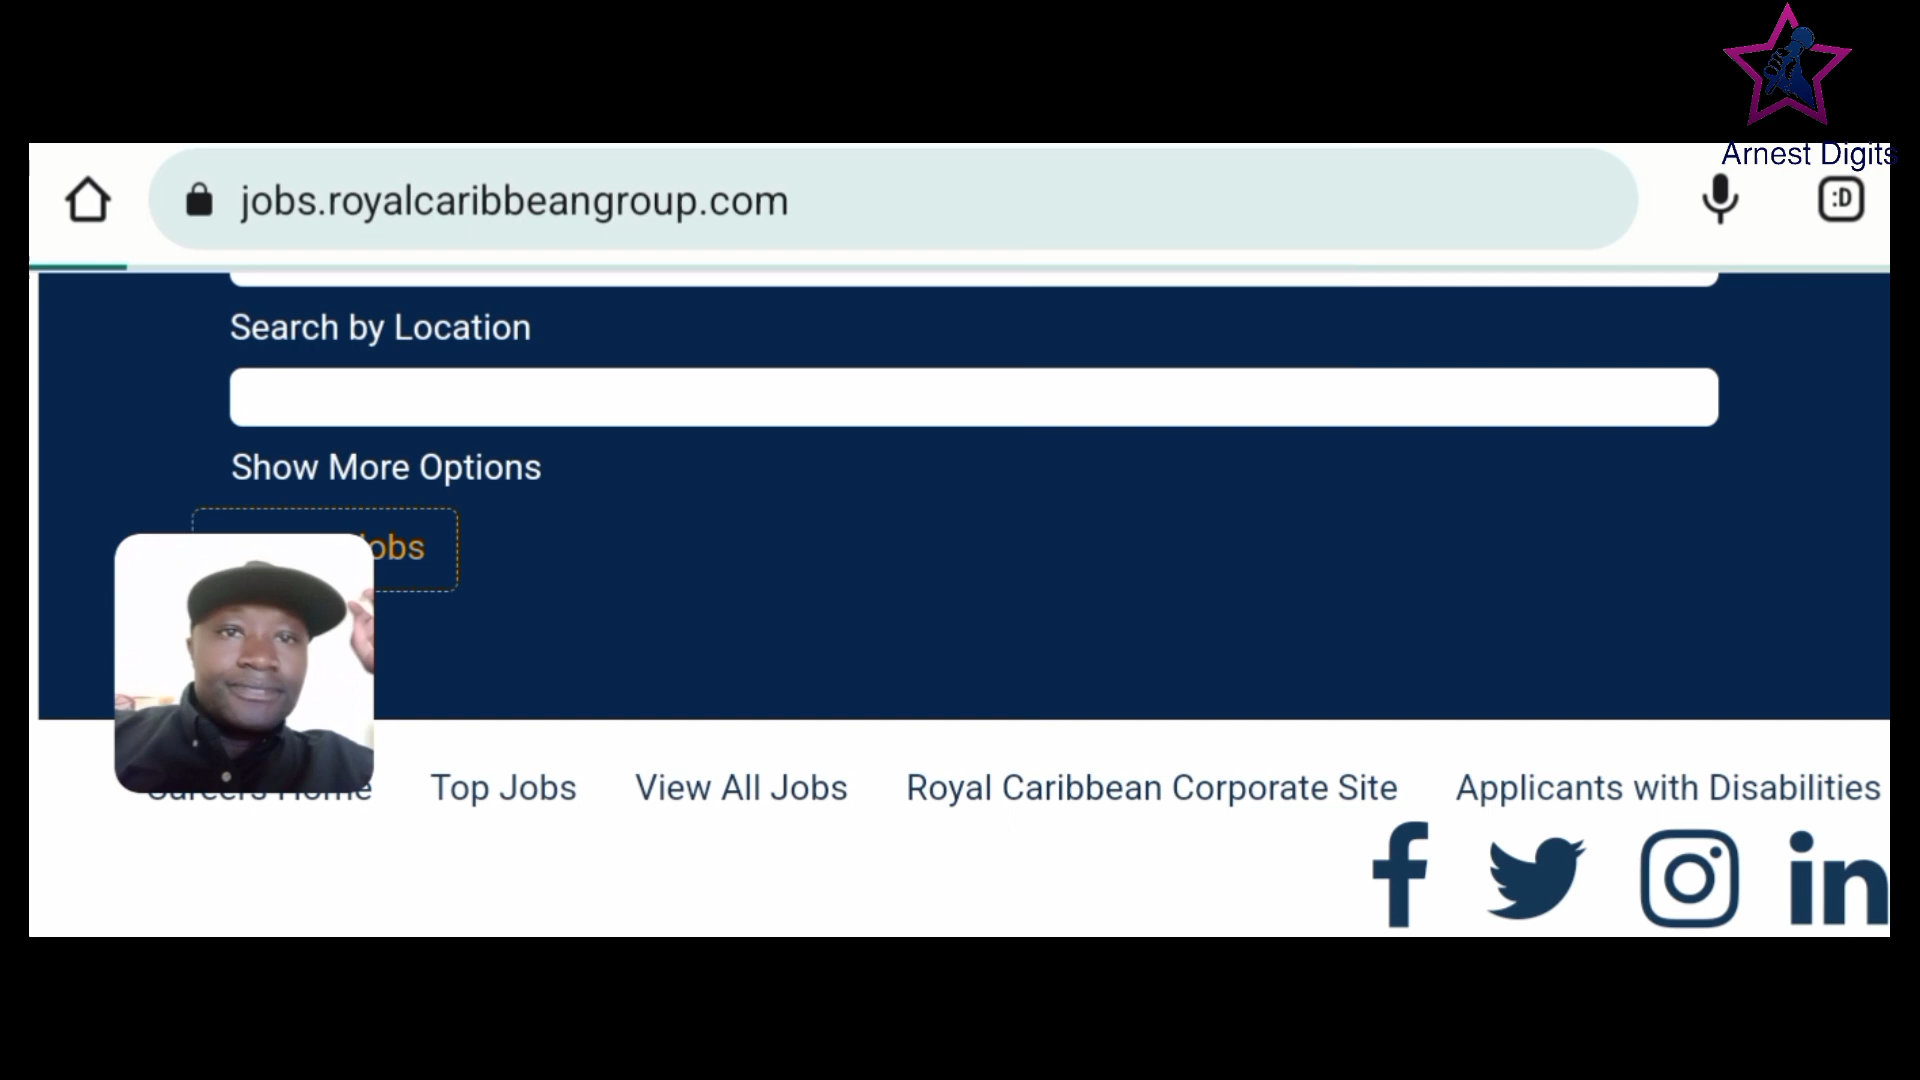 Arnest Digits
jobs.royalcaribbeangroup.com
:D
Search by Location
Show More Options
Jobs
Careers Home
Top Jobs
View All Jobs
Royal Caribbean Corporate Site
Applicants with Disabilities
f
in